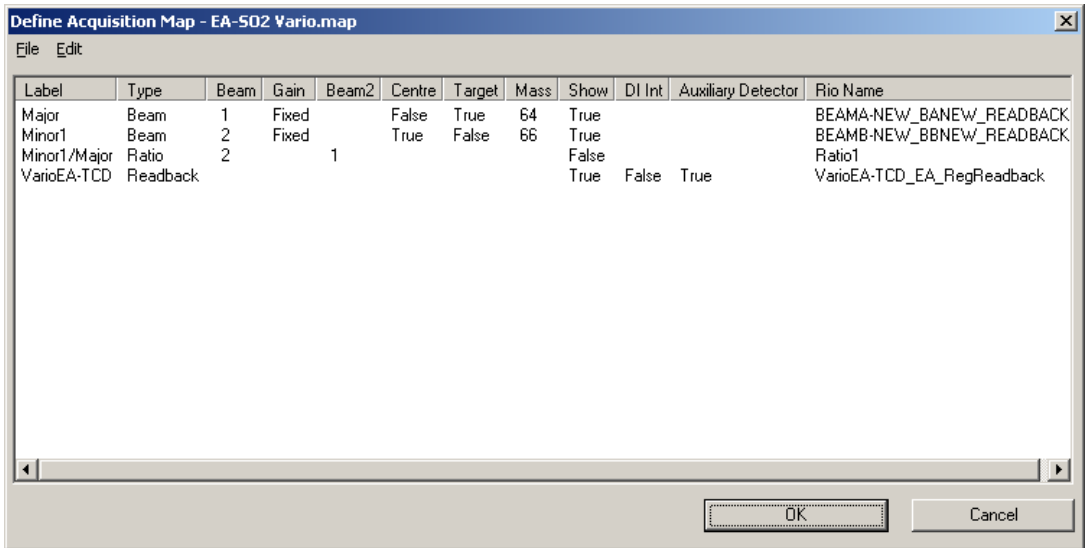 Define Acquisition Map - EA-SO2 Vario.map
File Edit
Label Type Beam Gain Beam2 Centre Target Mass Show DI Int Auxiliary Detector Rio Name
Major Beam 1 Fixed False True 64 True BEAMA-NEW_BANEW_READBACK
Minor1 Beam 2 Fixed True False 66 True BEAMB-NEW_BBNEW_READBACK
Minor1/Major Ratio 2 1 False Ratio1
VarioEA-TCD Readback True False True VarioEA-TCD_EA_RegReadback
OK Cancel